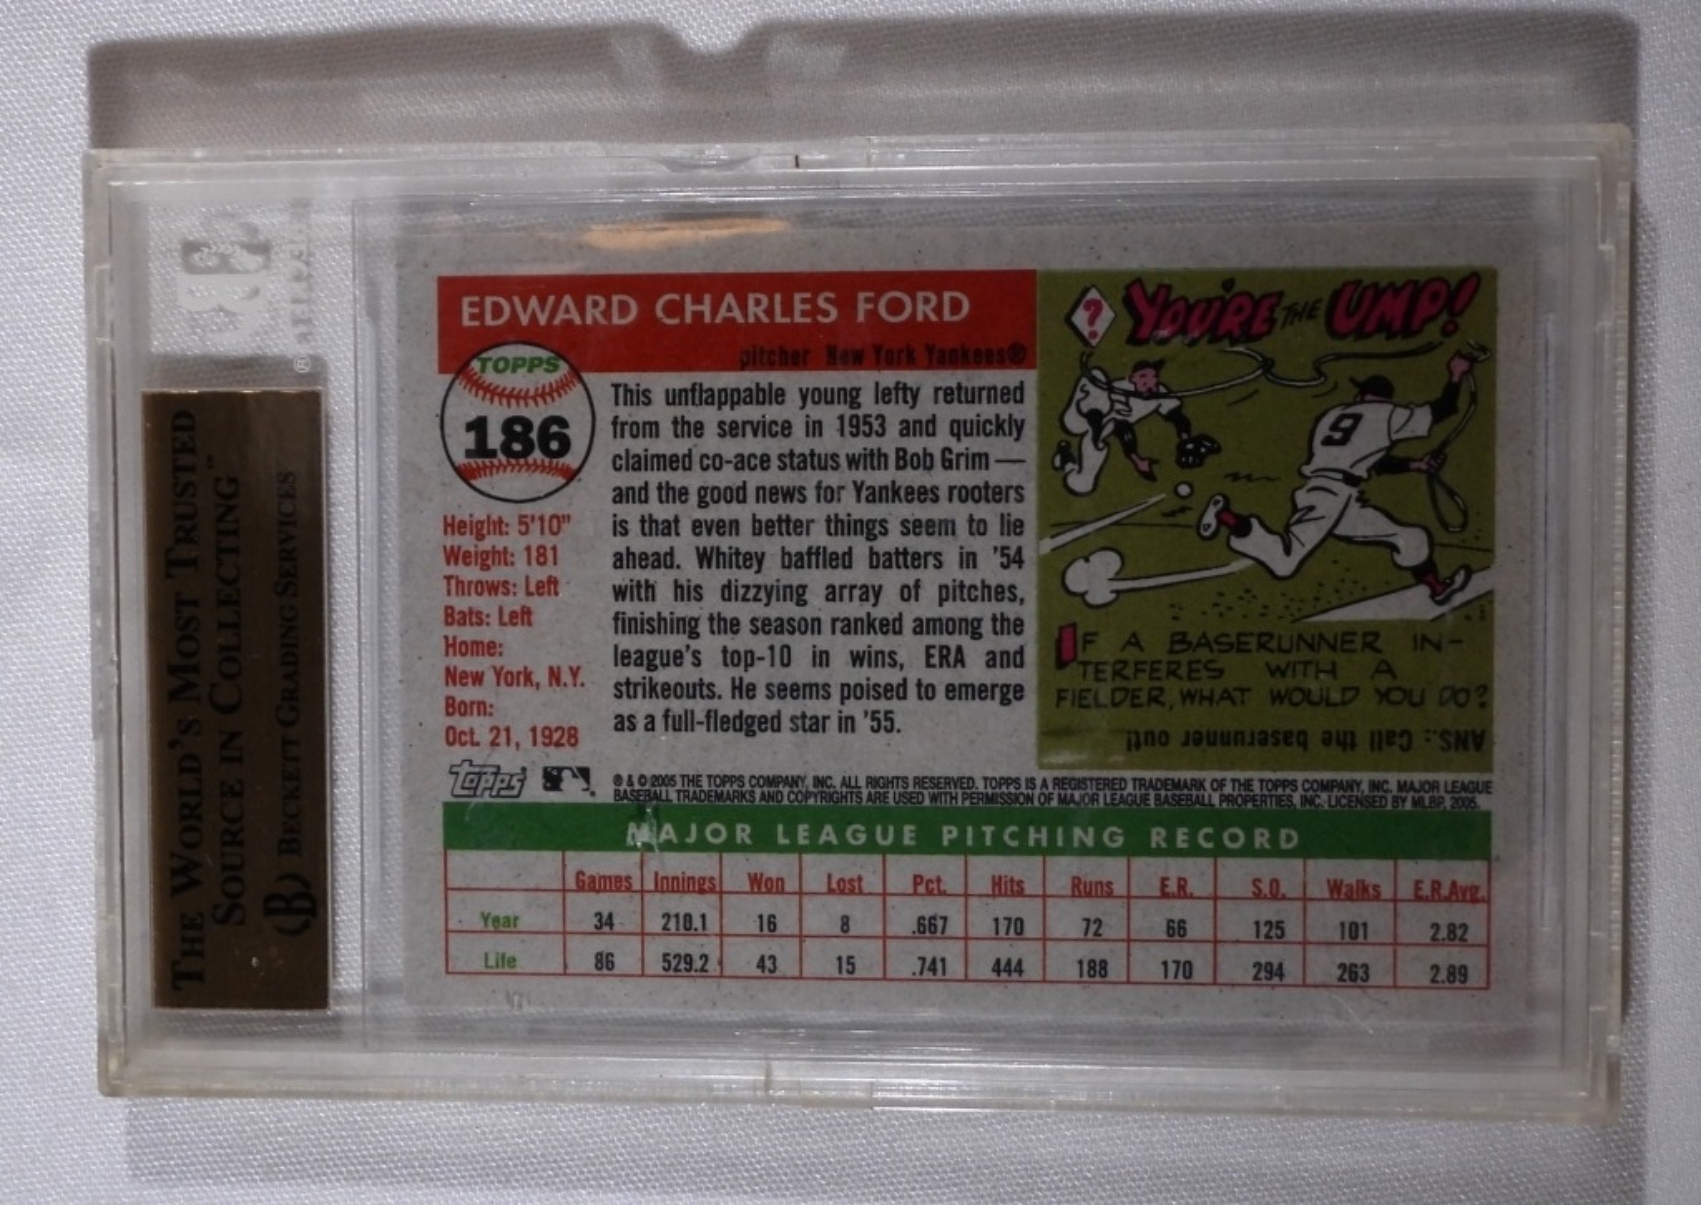 THE WORLD'S MOST TRUSTED
SOURCE IN COLLECTING™
B BECKETT GRADING SERVICES
®
EDWARD CHARLES FORD
pitcher New York Yankees®
TOPPS
186
Height: 5'10"
Weight: 181
Throws: Left
Bats: Left
Home:
New York, N.Y.
Born:
Oct. 21, 1928
This unflappable young lefty returned
from the service in 1953 and quickly
claimed co-ace status with Bob Grim —
and the good news for Yankees rooters
is that even better things seem to lie
ahead. Whitey baffled batters in '54
with his dizzying array of pitches,
finishing the season ranked among the
league's top-10 in wins, ERA and
strikeouts. He seems poised to emerge
as a full-fledged star in '55.
? YOU'RE THE UMP!
9
IF A BASERUNNER IN-
TERFERES WITH A
FIELDER, WHAT WOULD YOU DO?
ANS.: Call the baserunner out!
Topps
® & © 2005 THE TOPPS COMPANY, INC. ALL RIGHTS RESERVED. TOPPS IS A REGISTERED TRADEMARK OF THE TOPPS COMPANY, INC. MAJOR LEAGUE
BASEBALL TRADEMARKS AND COPYRIGHTS ARE USED WITH PERMISSION OF MAJOR LEAGUE BASEBALL PROPERTIES, INC. LICENSED BY MLBP, 2005.
MAJOR LEAGUE PITCHING RECORD
Games Innings Won Lost Pct. Hits Runs E.R. S.O. Walks E.R.Avg.
Year 34 210.1 16 8 .667 170 72 66 125 101 2.82
Life 86 529.2 43 15 .741 444 188 170 294 263 2.89